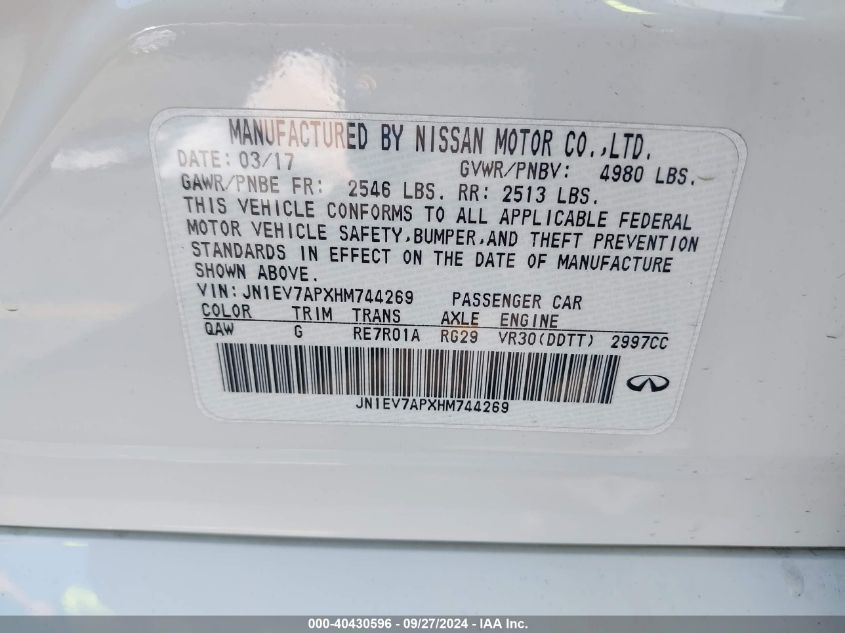 MANUFACTURED BY NISSAN MOTOR CO.,LTD.
DATE: 03/17 GVWR/PNBV: 4980 LBS.
GAWR/PNBE FR: 2546 LBS. RR: 2513 LBS.
THIS VEHICLE CONFORMS TO ALL APPLICABLE FEDERAL
MOTOR VEHICLE SAFETY,BUMPER,AND THEFT PREVENTION
STANDARDS IN EFFECT ON THE DATE OF MANUFACTURE
SHOWN ABOVE.
VIN:JN1EV7APXHM744269 PASSENGER CAR
COLOR TRIM TRANS AXLE ENGINE
QAW G RE7R01A RG29 VR30(DDTT) 2997CC
JN1EV7APXHM744269
000-40430596 - 09/27/2024 - IAA Inc.